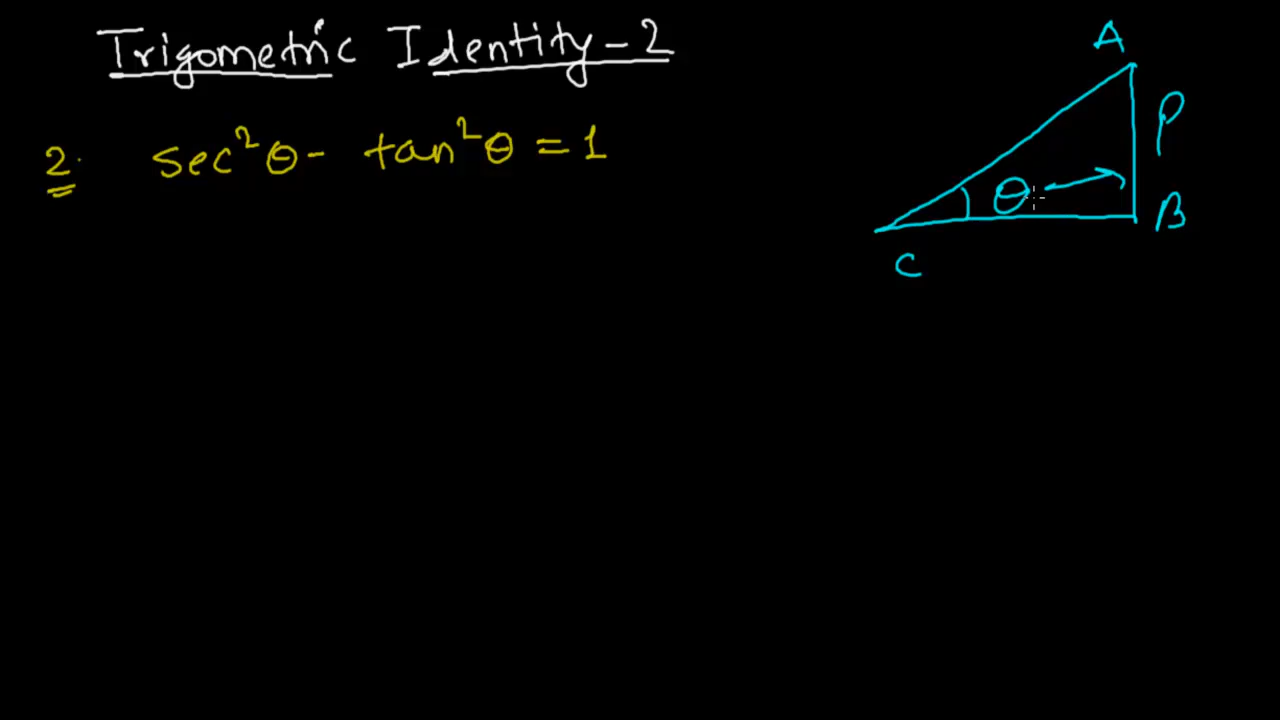 Trigometric Identity-2
2. sec²θ- tan²θ = 1
A
P
θ
B
C